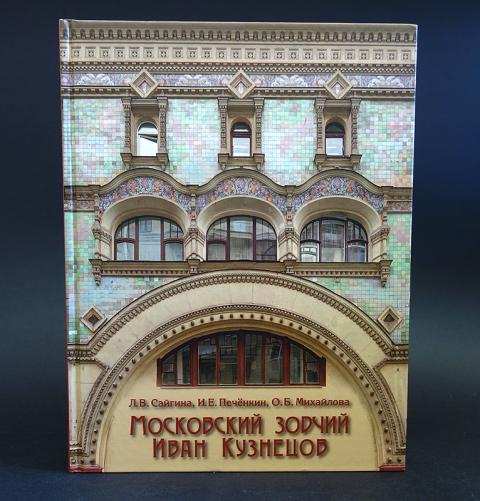 Л. В. Сайгина, И. Е. Печёнкин, О. Б. Михайлова
Московский зодчий
Иван Кузнецов